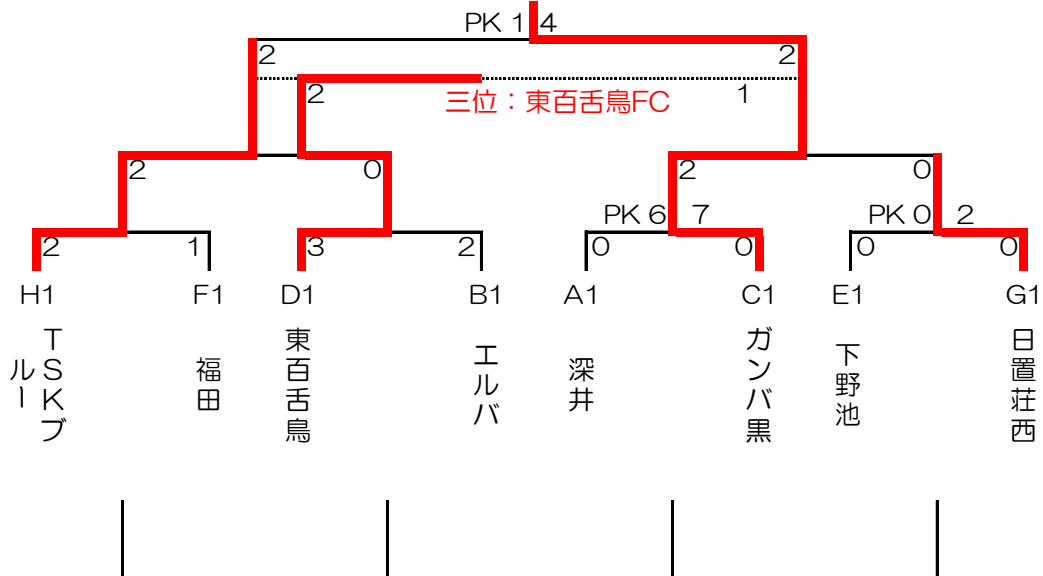 PK 1 4
2 2
2 1
三位：東百舌鳥FC
2 0 2 0
PK 6 7 PK 0 2
2 1 3 2 0 0 0 0
H1 F1 D1 B1 A1 C1 E1 G1
TSKブ
ルー
福田
東百舌鳥
エルバ
深井
ガンバ黒
下野池
日置荘西